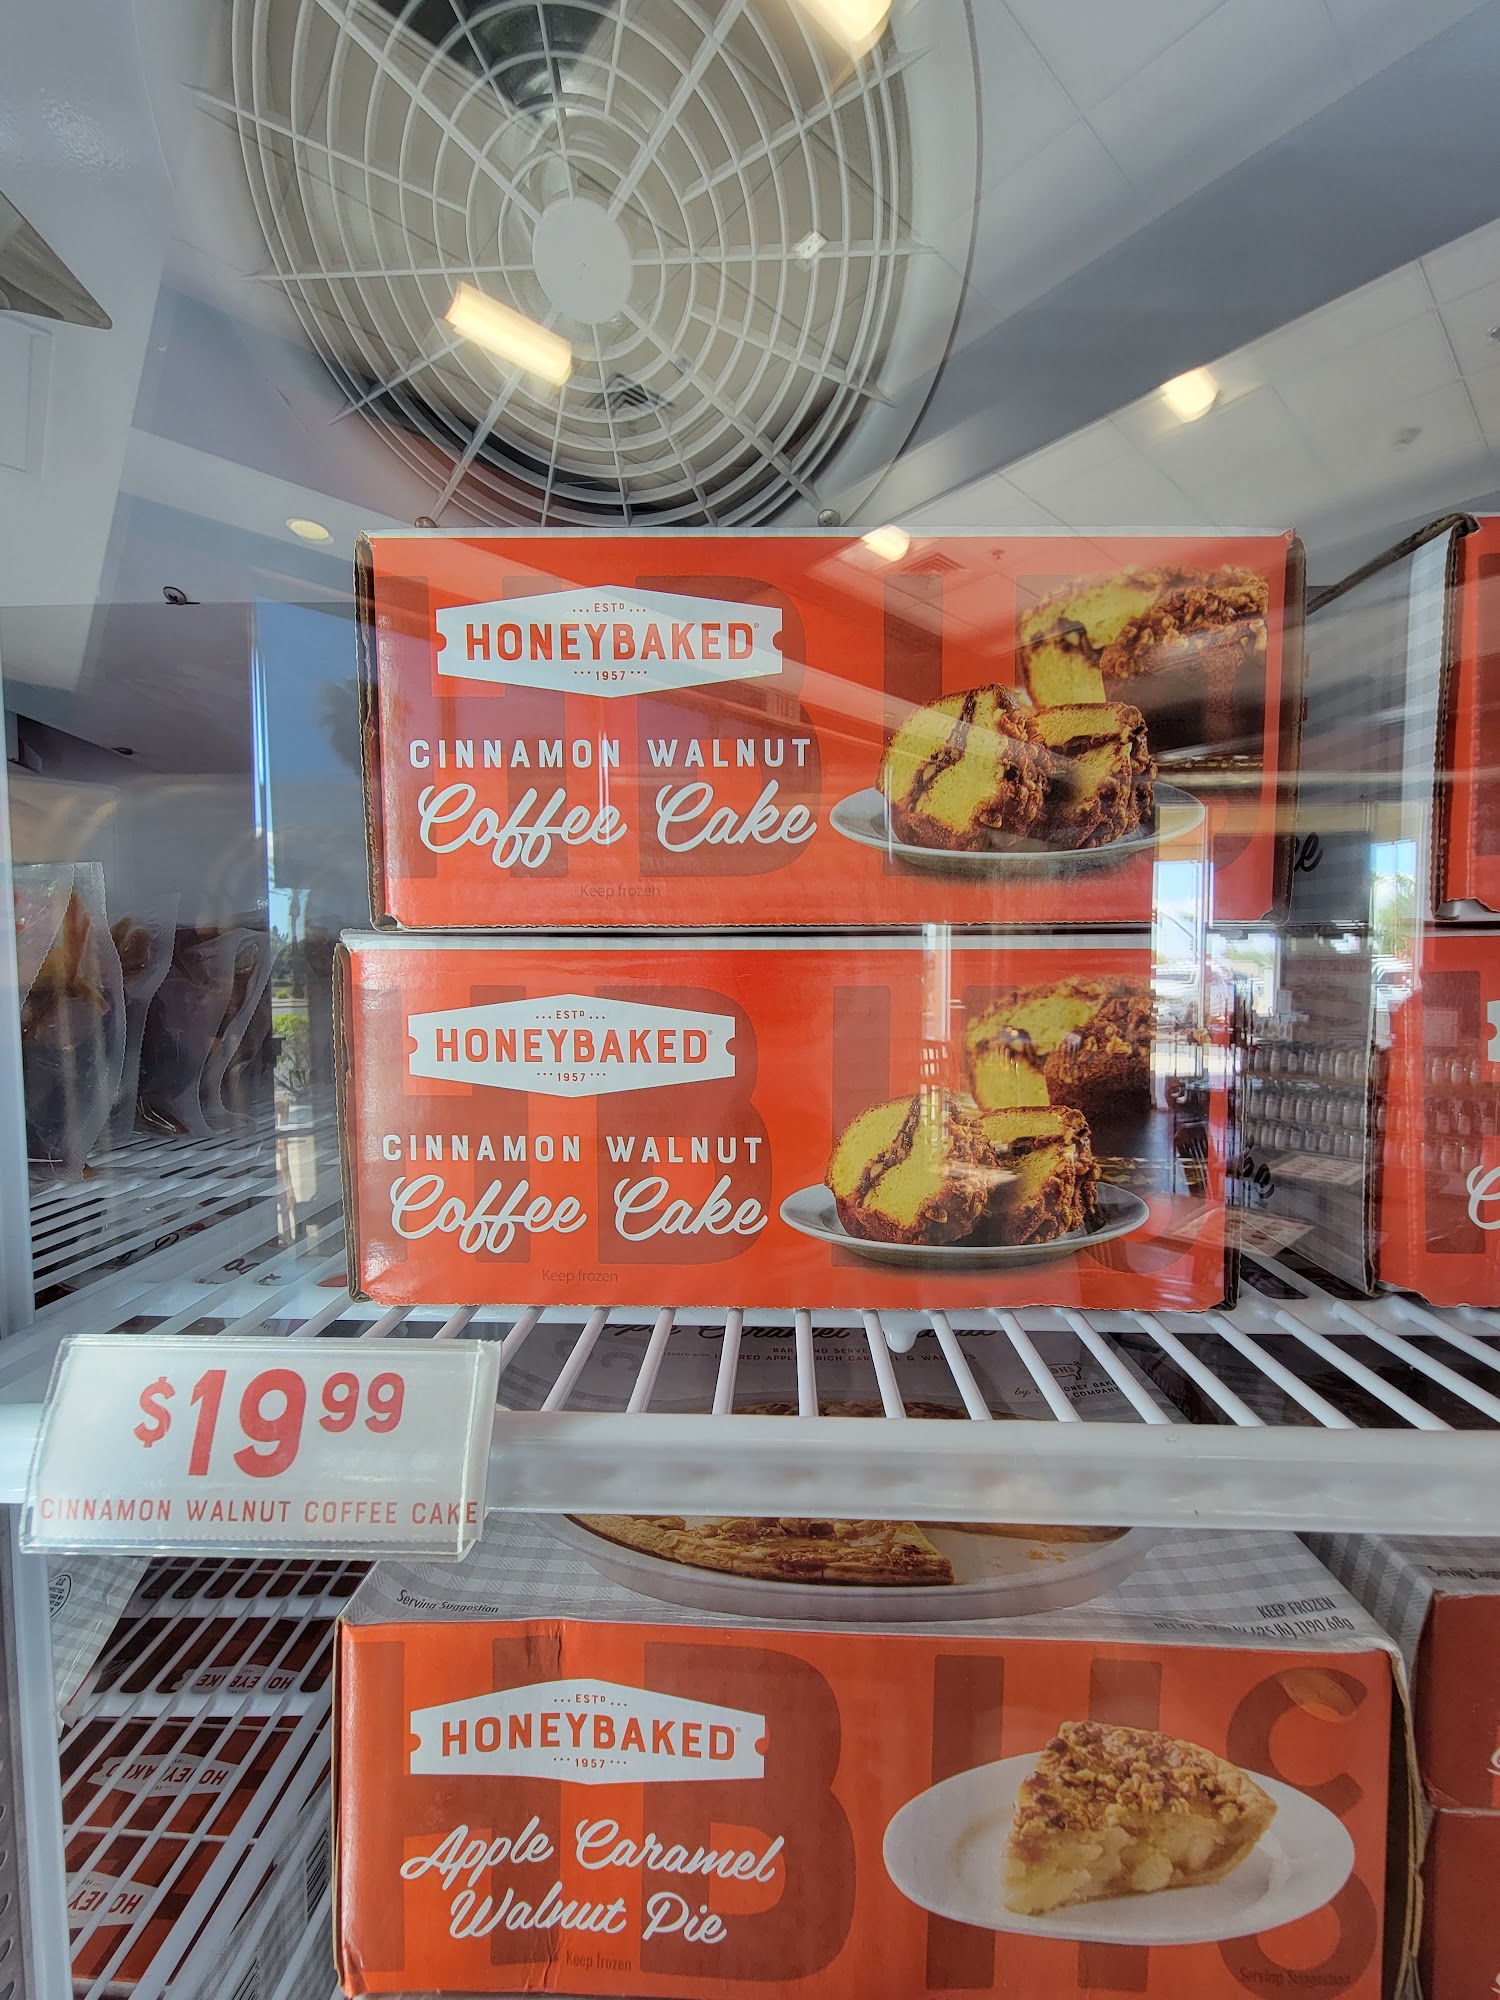 ESTD
HONEYBAKED
1957
CINNAMON WALNUT
Coffee Cake
Keep frozen
ESTD
HONEYBAKED
1957
CINNAMON WALNUT
Coffee Cake
Keep frozen
$19.99
CINNAMON WALNUT COFFEE CAKE
Serving Suggestion
KEEP FROZEN
HBHS
ESTD
HONEYBAKED
1957
Apple Caramel
Walnut Pie
Keep frozen
Serving Suggestion